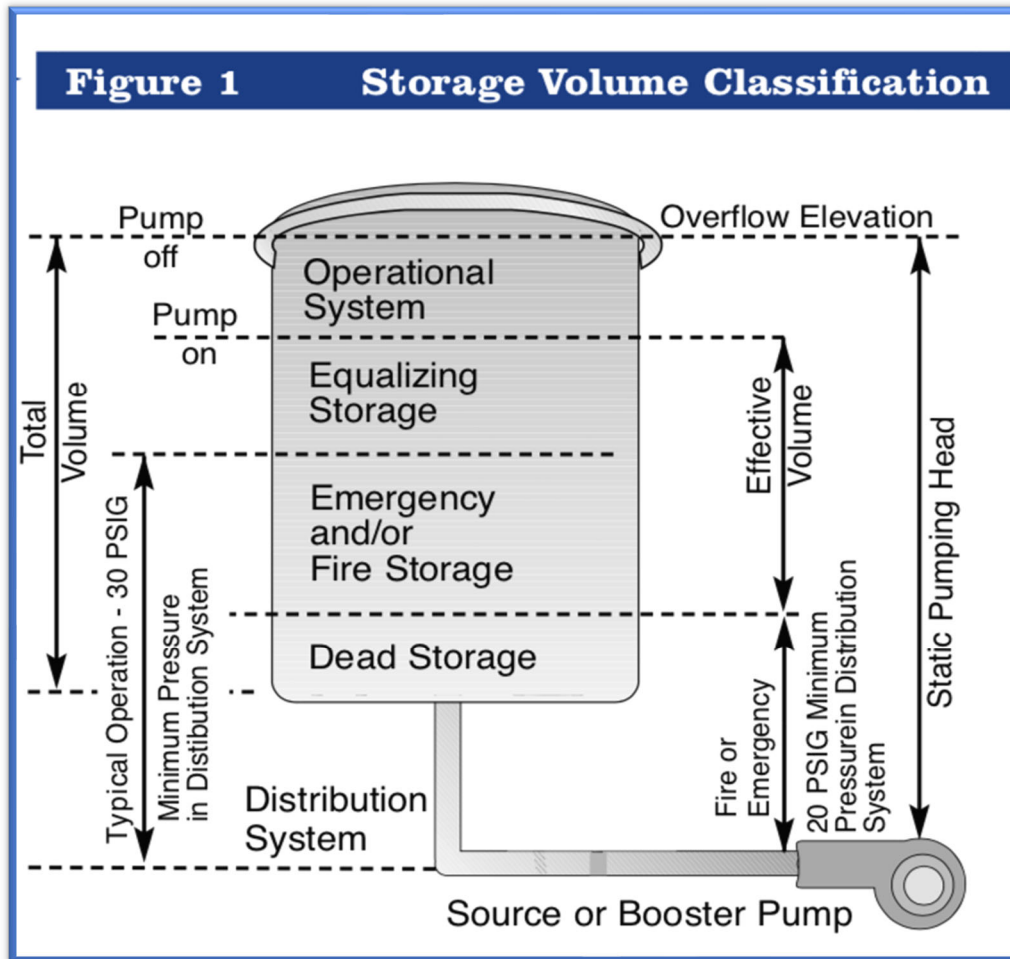 Figure 1 Storage Volume Classification
Pump
off
Overflow Elevation
Operational
System
Pump
on
Equalizing
Storage
Total
Volume
Effective
Volume
Emergency
and/or
Fire Storage
Typical Operation - 30 PSIG
Minimum Pressure
in Distibution System
Dead Storage
Static Pumping Head
Fire or
Emergency
20 PSIG Minimum
Pressurein Distribution
System
Distribution
System
Source or Booster Pump